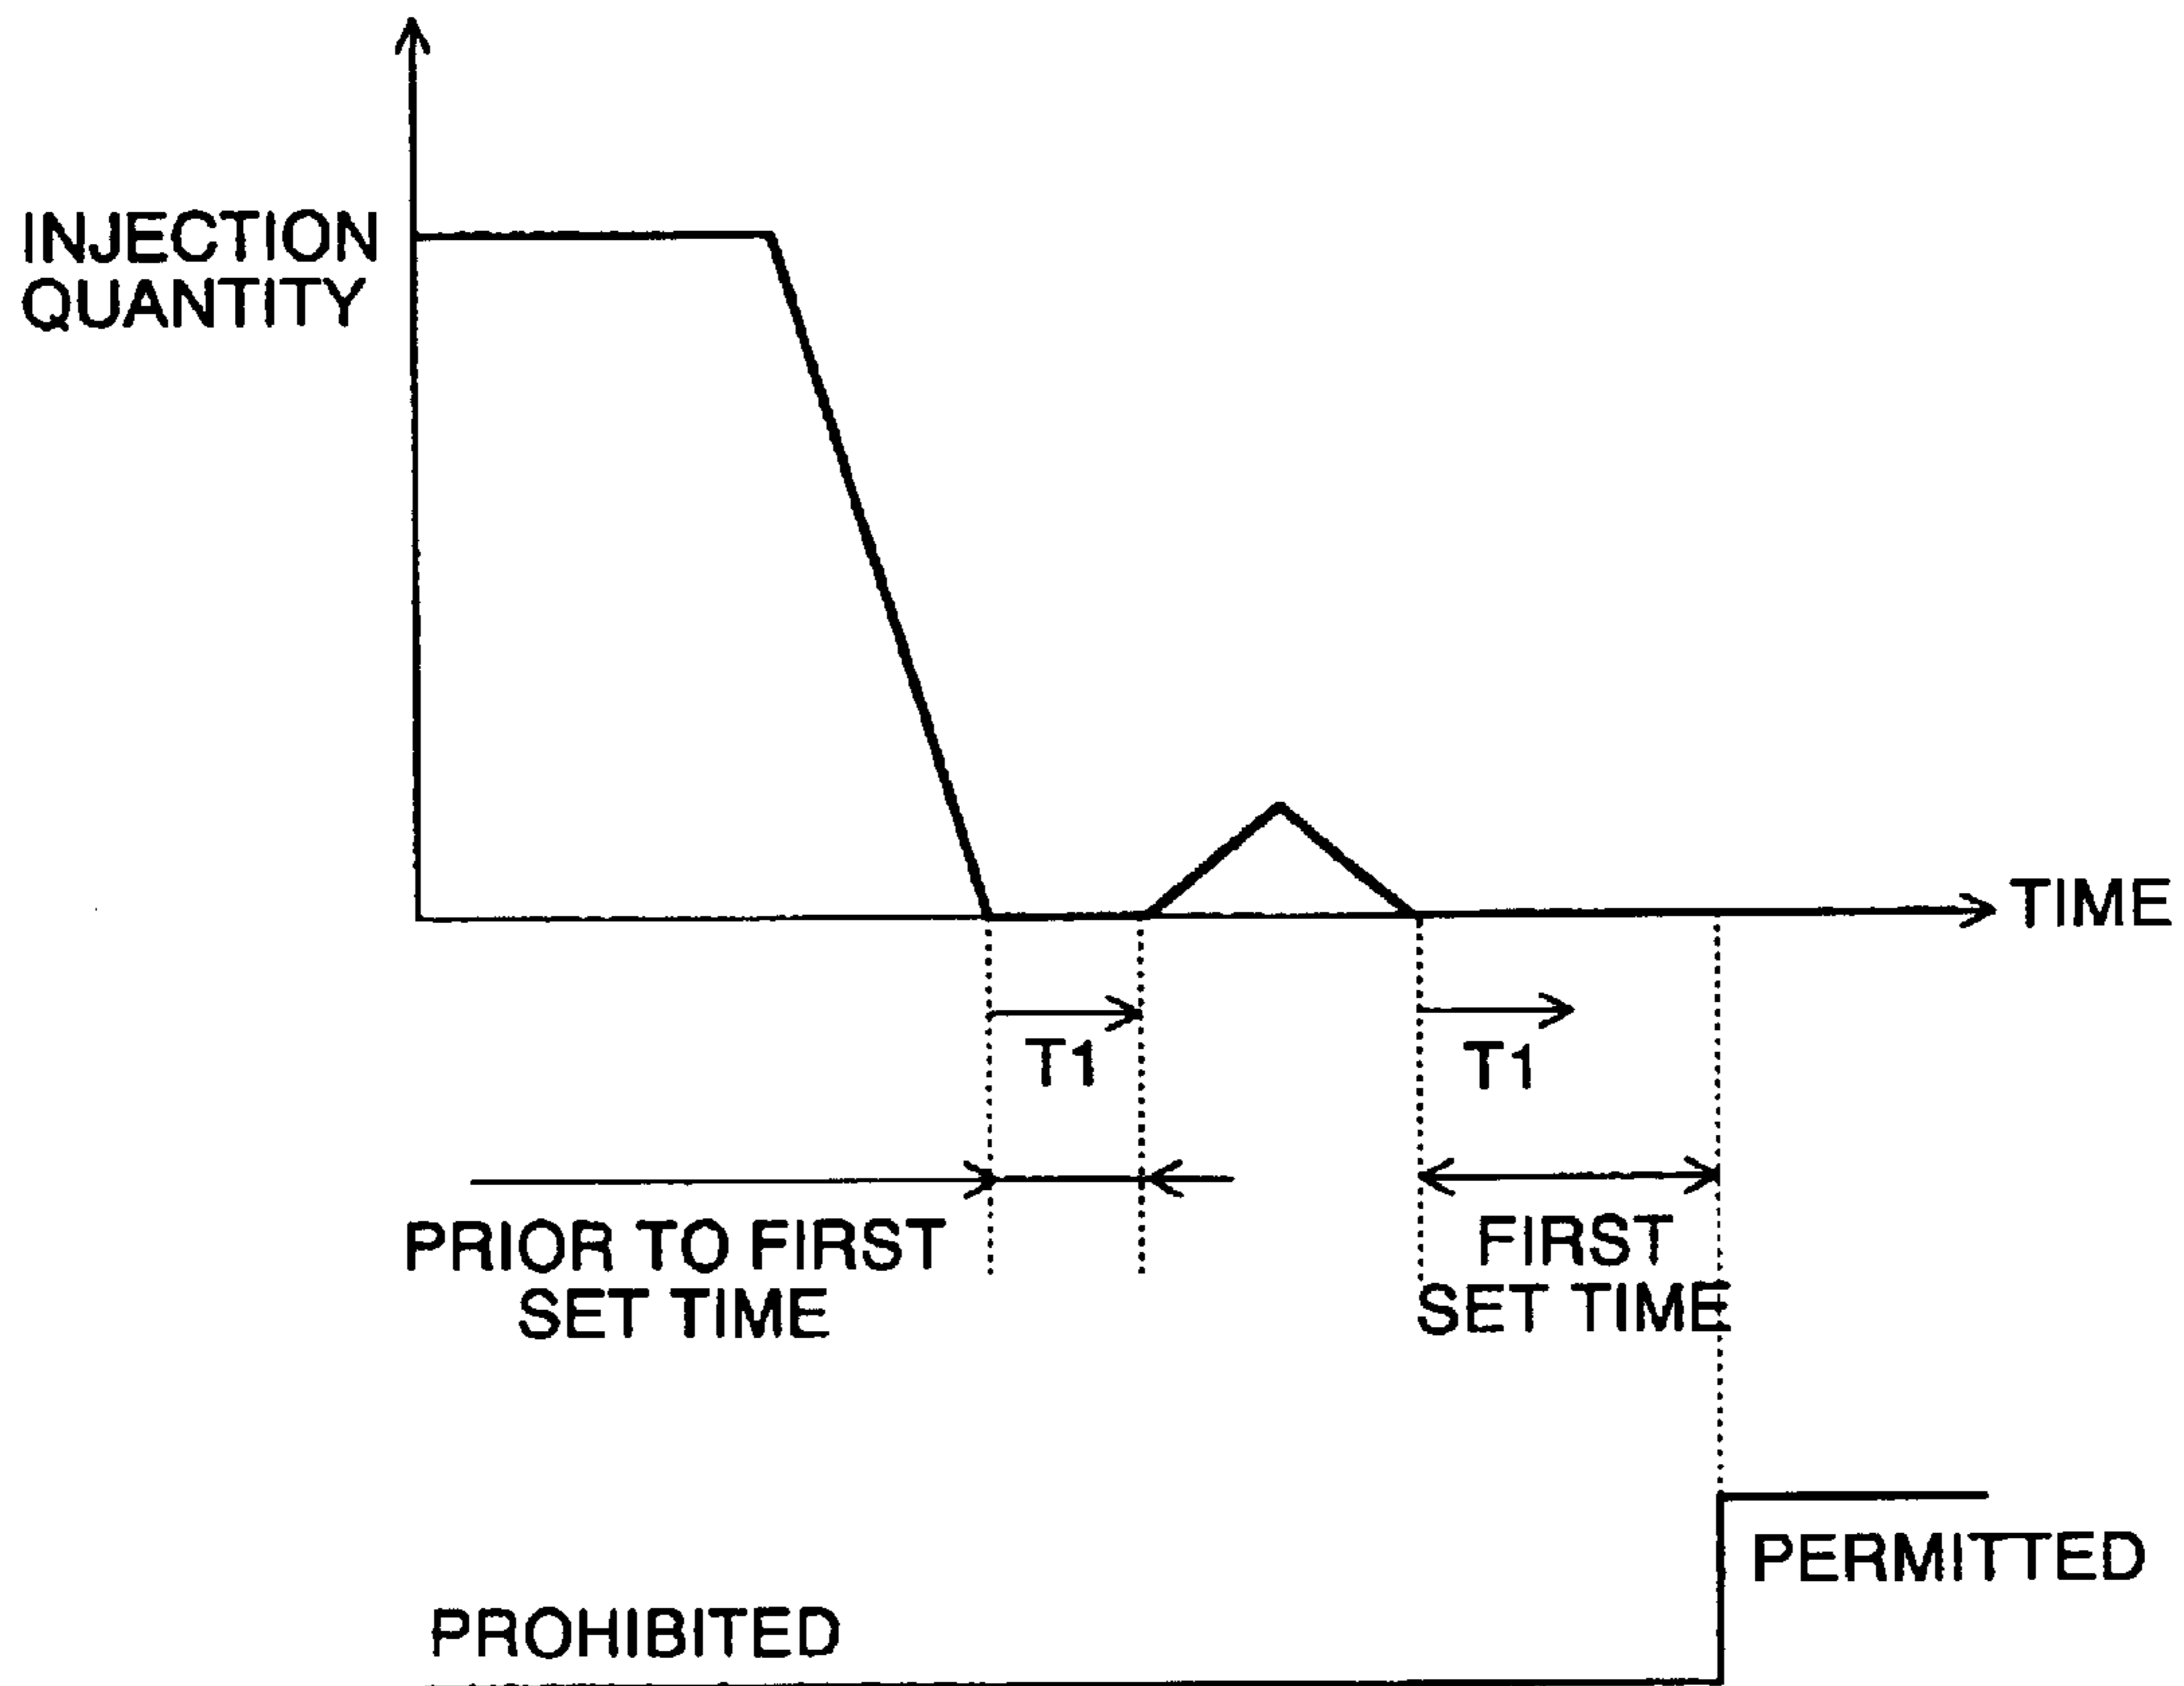 INJECTION
QUANTITY
TIME
T1
T1
PRIOR TO FIRST
SET TIME
FIRST
SET TIME
PERMITTED
PROHIBITED